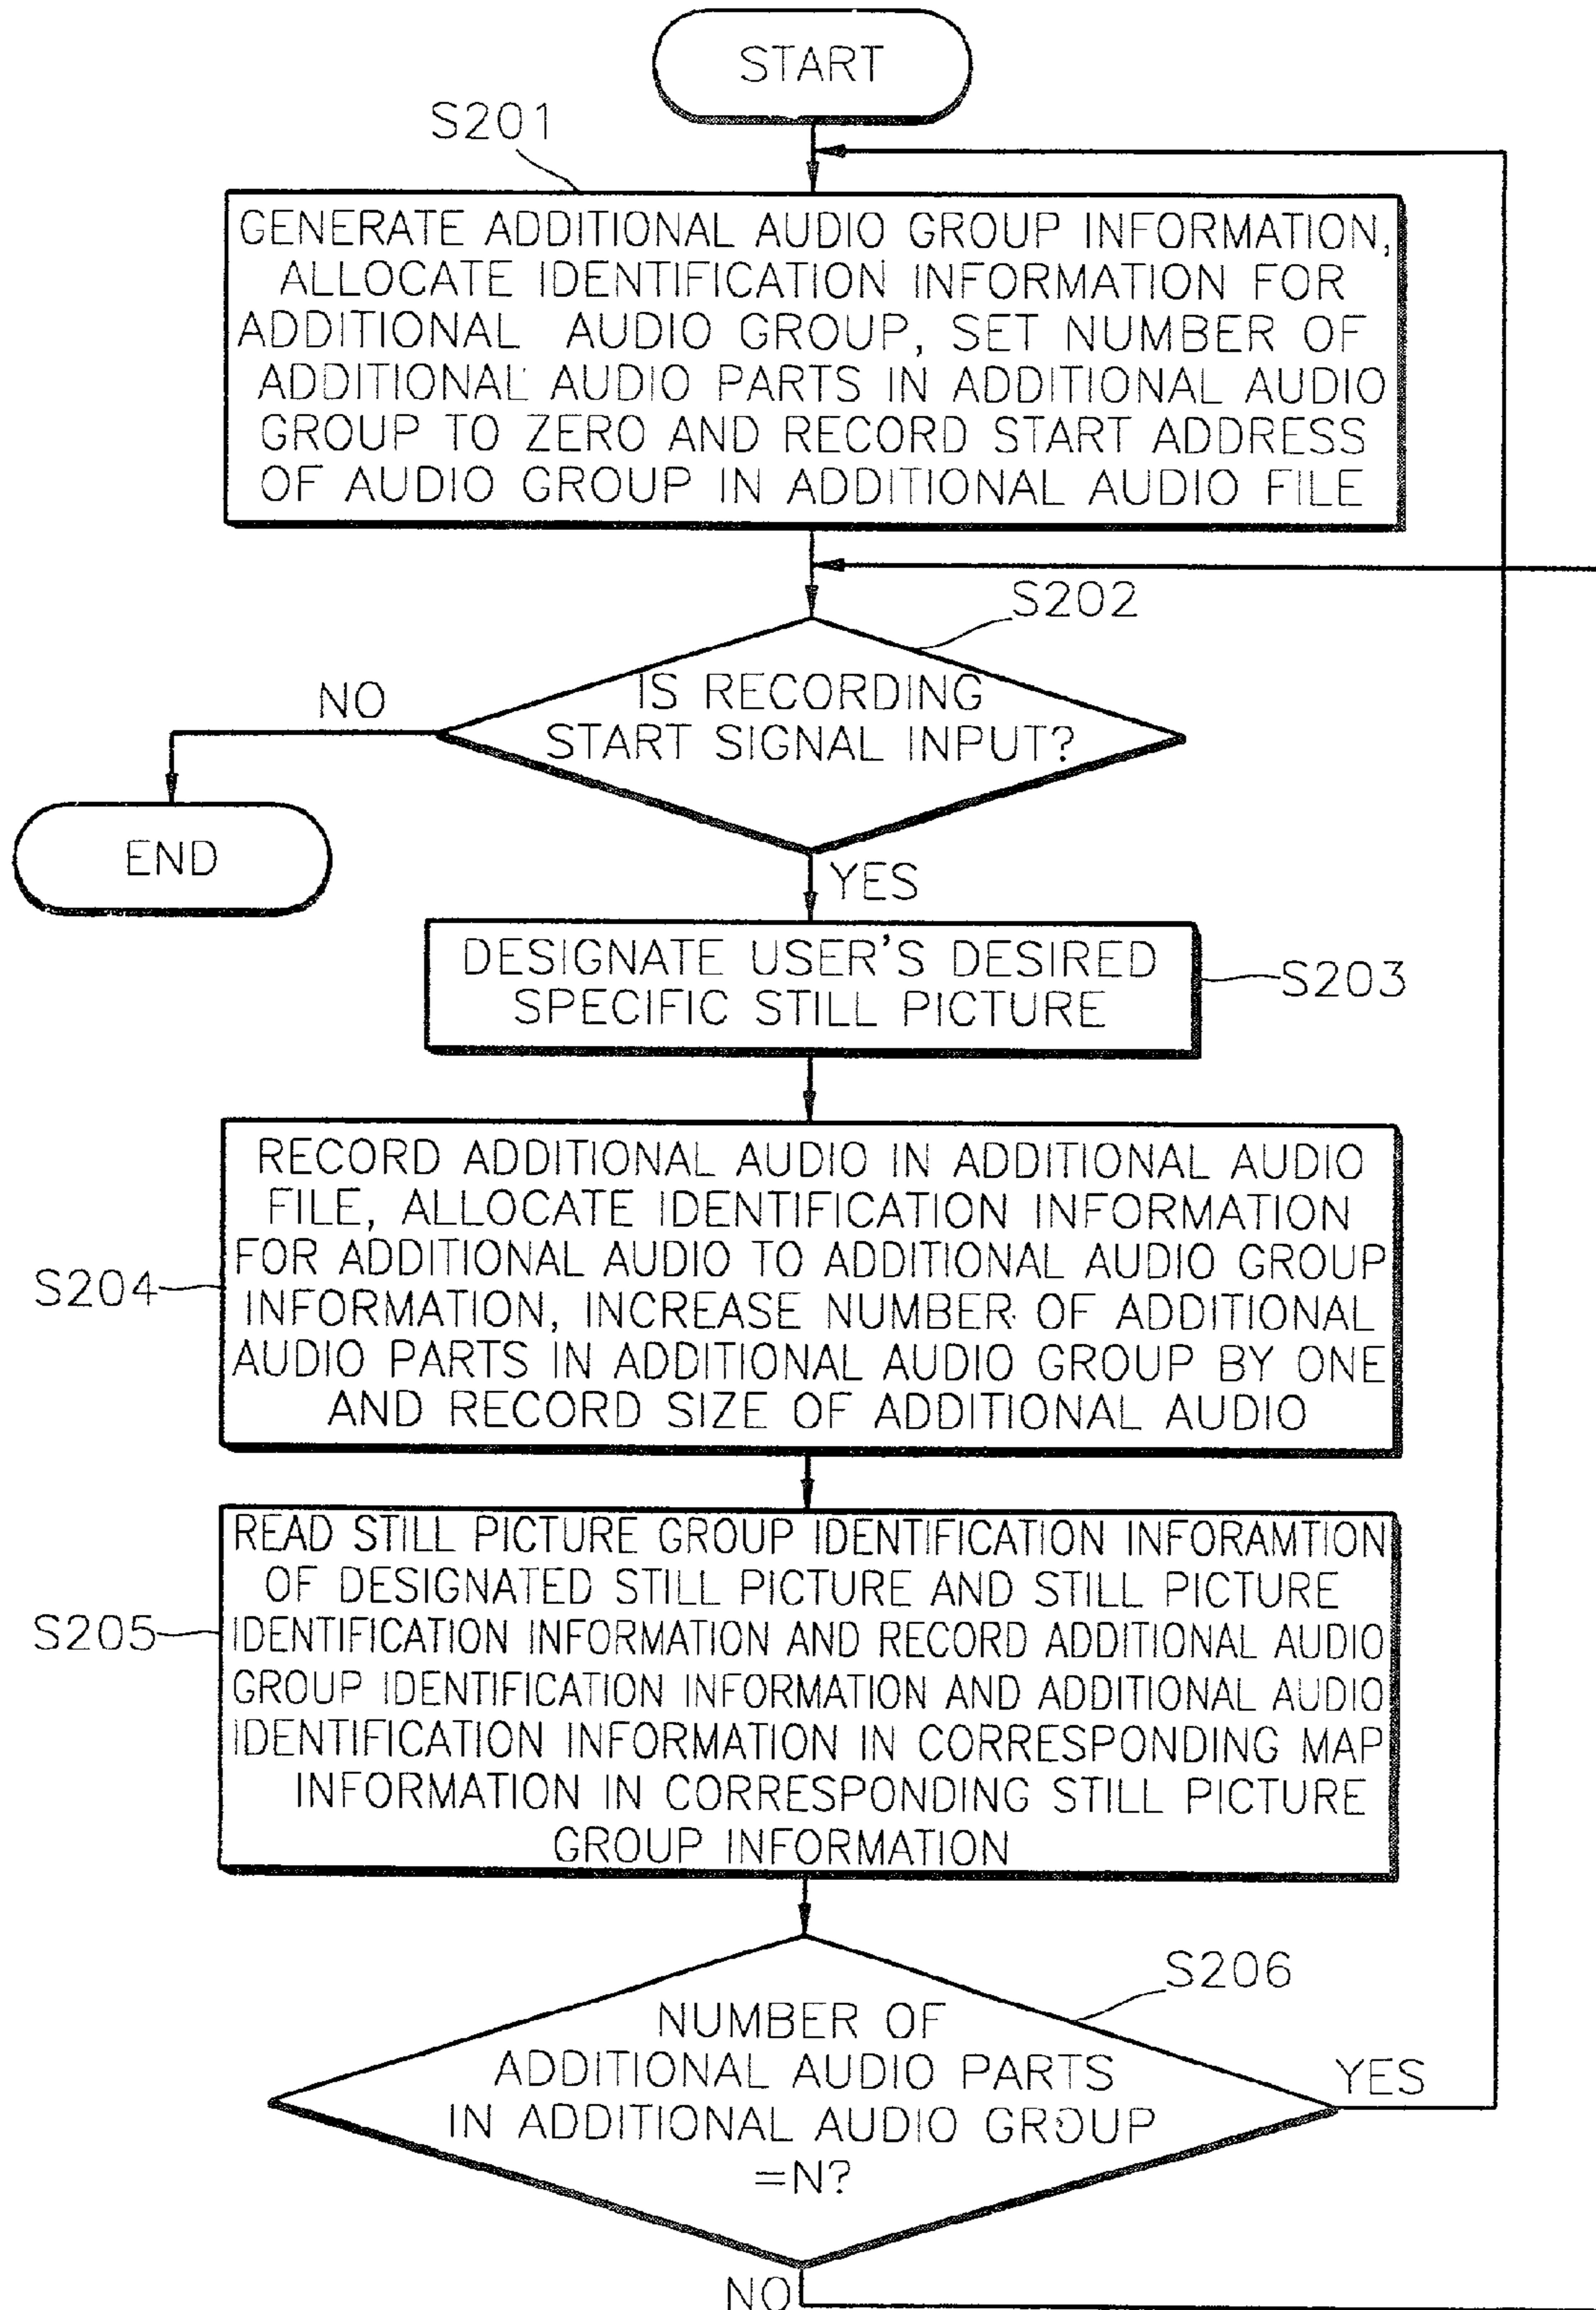 START
S201
GENERATE ADDITIONAL AUDIO GROUP INFORMATION,
ALLOCATE IDENTIFICATION INFORMATION FOR
ADDITIONAL AUDIO GROUP, SET NUMBER OF
ADDITIONAL AUDIO PARTS IN ADDITIONAL AUDIO
GROUP TO ZERO AND RECORD START ADDRESS
OF AUDIO GROUP IN ADDITIONAL AUDIO FILE
S202
IS RECORDING
START SIGNAL INPUT?
NO
END
YES
DESIGNATE USER'S DESIRED
SPECIFIC STILL PICTURE
S203
RECORD ADDITIONAL AUDIO IN ADDITIONAL AUDIO
FILE, ALLOCATE IDENTIFICATION INFORMATION
FOR ADDITIONAL AUDIO TO ADDITIONAL AUDIO GROUP
INFORMATION, INCREASE NUMBER OF ADDITIONAL
AUDIO PARTS IN ADDITIONAL AUDIO GROUP BY ONE
AND RECORD SIZE OF ADDITIONAL AUDIO
S204
READ STILL PICTURE GROUP IDENTIFICATION INFORAMTION
OF DESIGNATED STILL PICTURE AND STILL PICTURE
IDENTIFICATION INFORMATION AND RECORD ADDITIONAL AUDIO
GROUP IDENTIFICATION INFORMATION AND ADDITIONAL AUDIO
IDENTIFICATION INFORMATION IN CORRESPONDING MAP
INFORMATION IN CORRESPONDING STILL PICTURE
GROUP INFORMATION
S205
S206
NUMBER OF
ADDITIONAL AUDIO PARTS
IN ADDITIONAL AUDIO GROUP
=N?
YES
NO